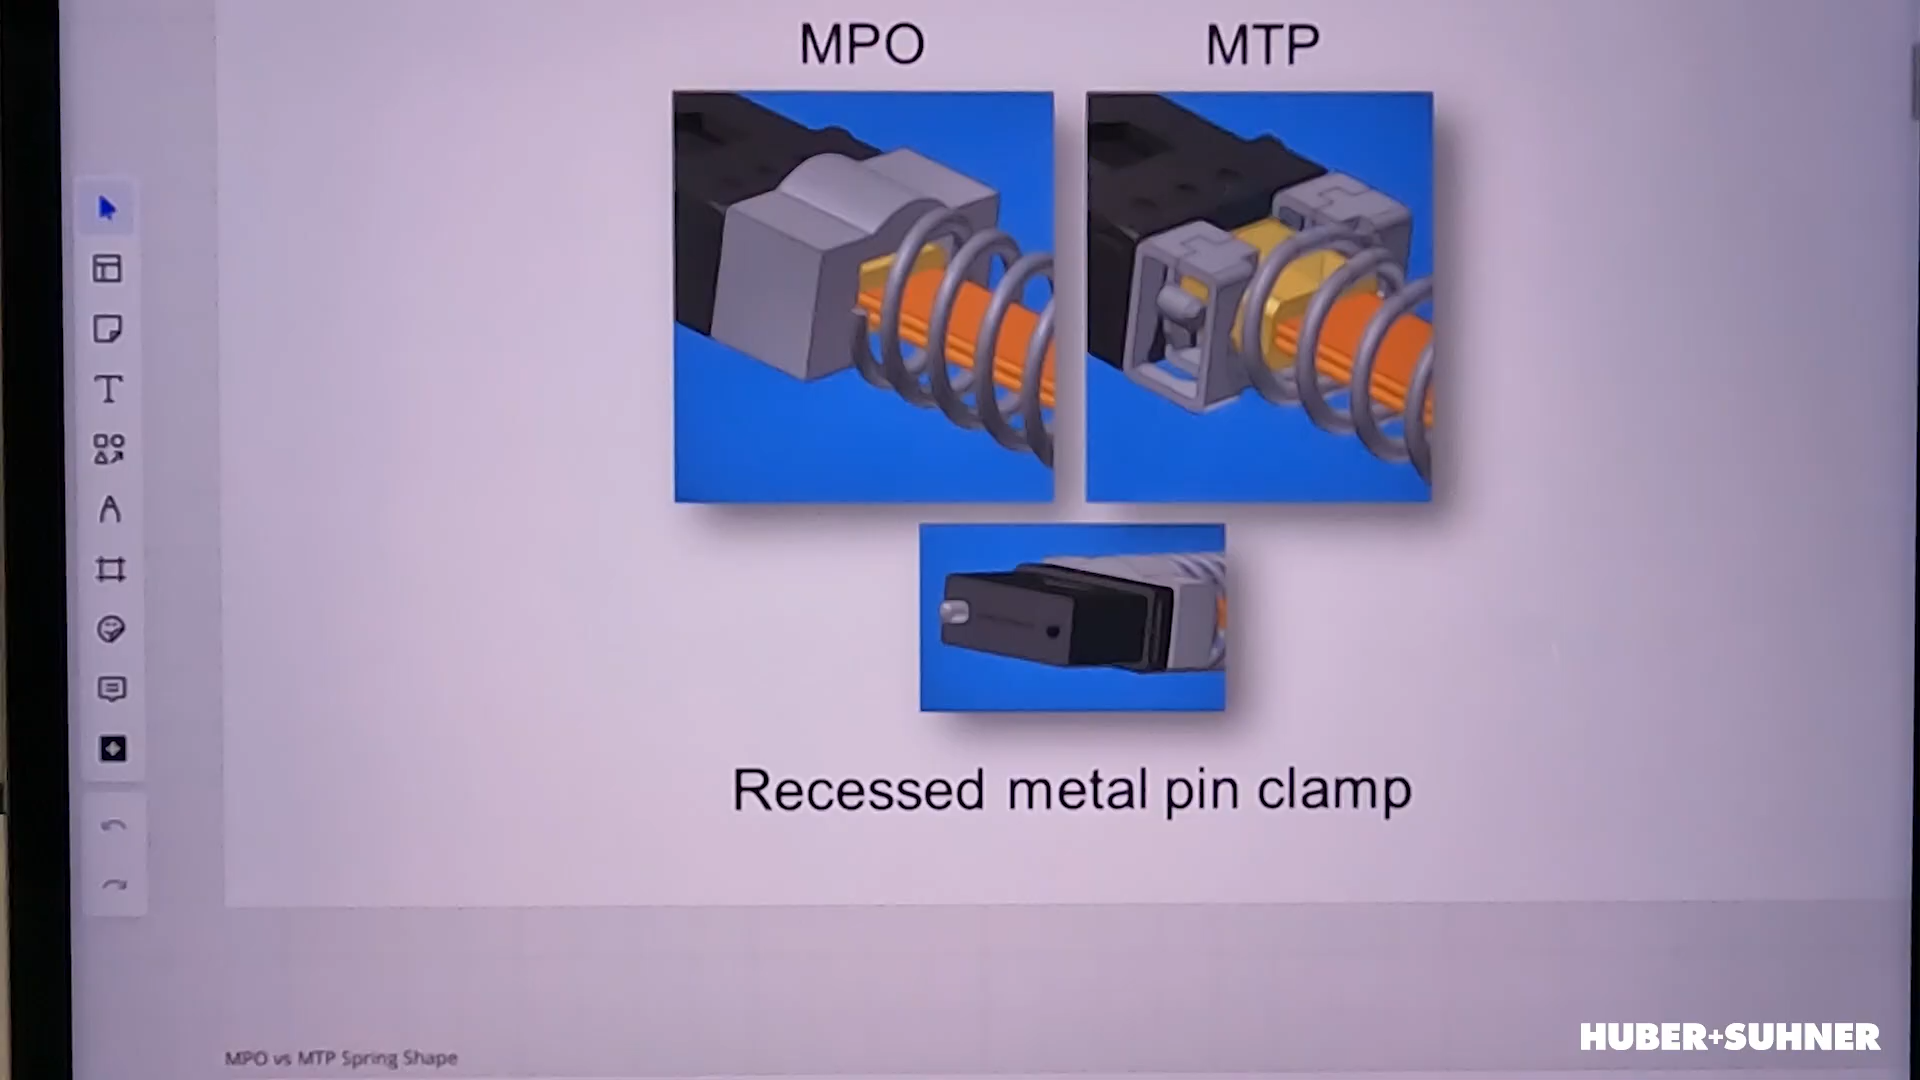 MPO
MTP
Recessed metal pin clamp
MPO vs MTP Spring Shape
HUBER+SUHNER